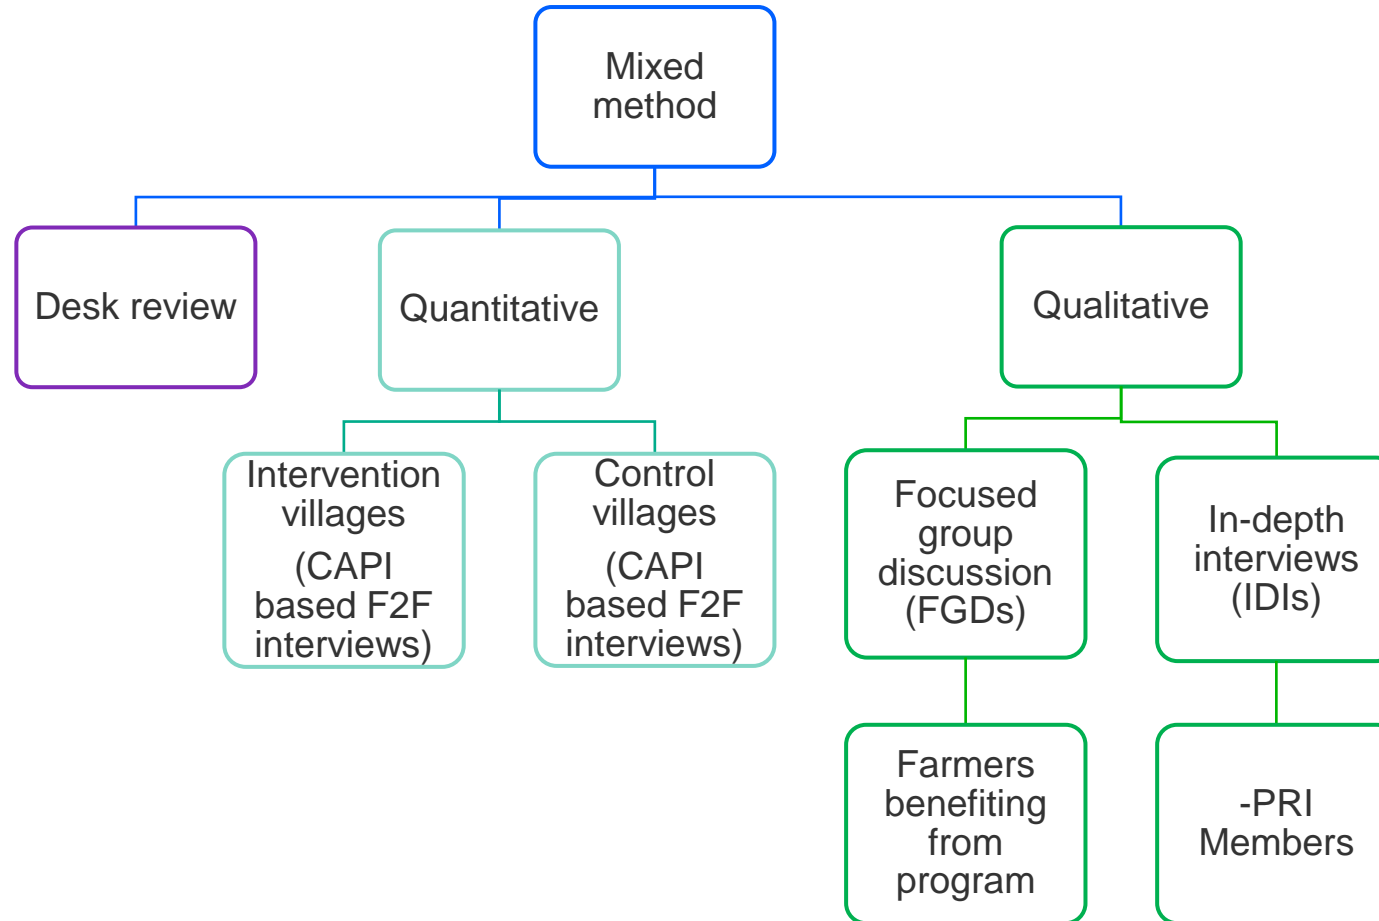 Mixed
method
Desk review
Quantitative
Qualitative
Intervention
villages
(CAPI
based F2F
interviews)
Control
villages
(CAPI
based F2F
interviews)
Focused
group
discussion
(FGDs)
In-depth
interviews
(IDIs)
Farmers
benefiting
from
program
-PRI
Members